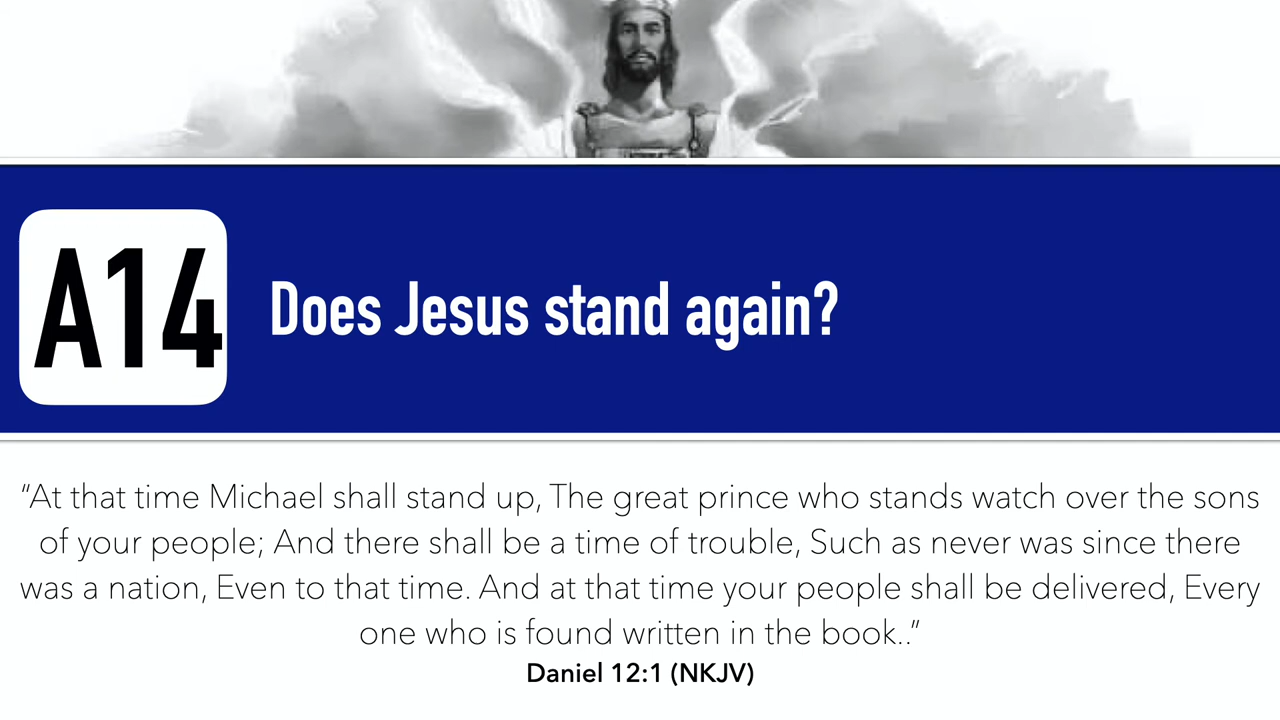 A14
Does Jesus stand again?
“At that time Michael shall stand up, The great prince who stands watch over the sons
of your people; And there shall be a time of trouble, Such as never was since there
was a nation, Even to that time. And at that time your people shall be delivered, Every
one who is found written in the book..”
Daniel 12:1 (NKJV)